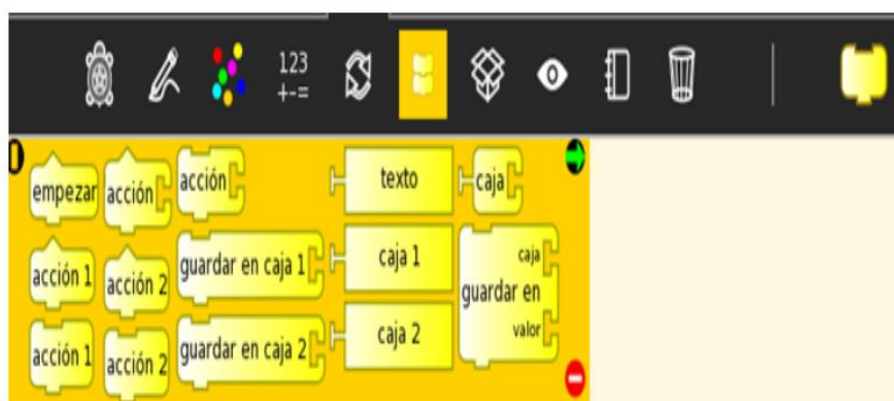 123
+-=
empezar acción acción texto caja
acción 1 acción 2 guardar en caja 1 caja 1 caja
guardar en
valor
acción 1 acción 2 guardar en caja 2 caja 2